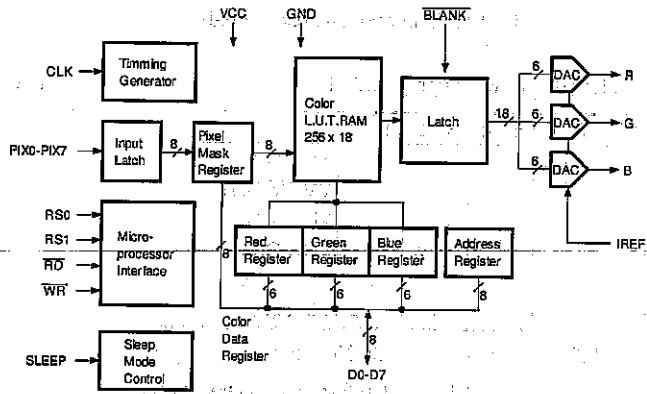 VCC
GND
BLANK
CLK
Timming
Generator
Color
L.U.T.RAM
256 x 18
Latch
18
6
DAC
R
6
DAC
G
6
DAC
B
IREF
PIX0-PIX7
Input
Latch
8
Pixel
Mask
Register
8
RS0
RS1
RD
WR
Micro-
processor
Interface
8
Red
Register
Green
Register
Blue
Register
Address
Register
6
6
6
8
Color
Data
Register
8
D0-D7
SLEEP
Sleep
Mode
Control